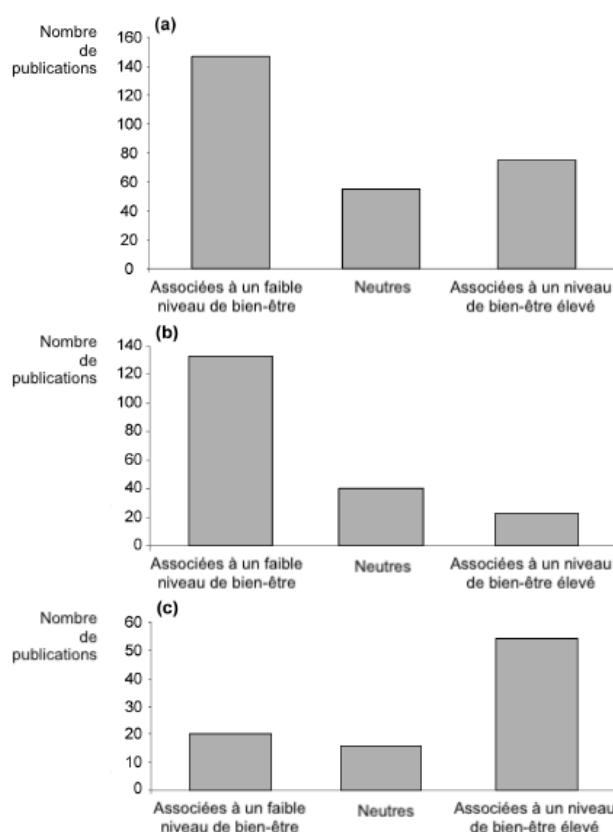 (a)
Nombre
de
publications
160
140
120
100
80
60
40
20
0
Associées à un faible
niveau de bien-être
Neutres
Associées à un niveau
de bien-être élevé
(b)
Nombre
de
publications
140
120
100
80
60
40
20
0
Associées à un faible
niveau de bien-être
Neutres
Associées à un niveau
de bien-être élevé
(c)
Nombre
de
publications
60
50
40
30
20
10
0
Associées à un faible
niveau de bien-être
Neutres
Associées à un niveau
de bien-être élevé